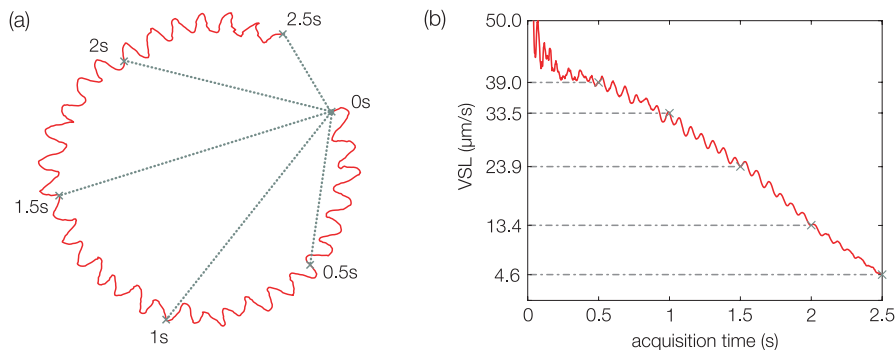 (a)
2.5s
2s
0s
1.5s
0.5s
1s
(b)
50.0
39.0
33.5
23.9
13.4
4.6
VSL (μm/s)
0
0.5
1
1.5
2
2.5
acquisition time (s)